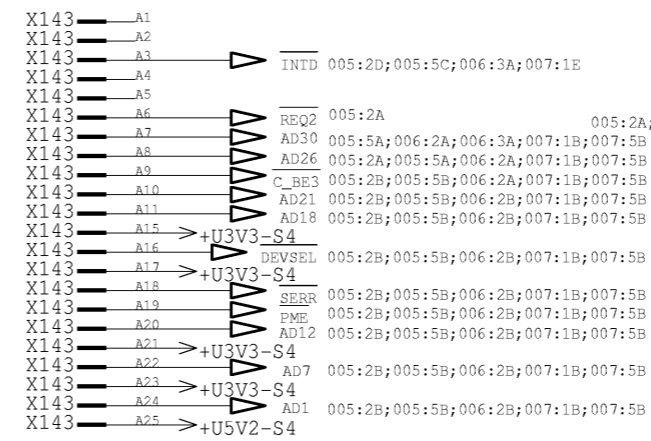 X143 A1
X143 A2
X143 A3 INTD 005:2D;005:5C;006:3A;007:1E
X143 A4
X143 A5
X143 A6 REQ2 005:2A 005:2A;
X143 A7 AD30 005:5A;006:2A;006:3A;007:1B;007:5B
X143 A8 AD26 005:2A;005:5A;006:2A;007:1B;007:5B
X143 A9 C_BE3 005:2B;005:5B;006:2A;007:1B;007:5B
X143 A10 AD21 005:2B;005:5B;006:2B;007:1B;007:5B
X143 A11 AD18 005:2B;005:5B;006:2B;007:1B;007:5B
X143 A15 +U3V3-S4
X143 A16 DEVSEL 005:2B;005:5B;006:2B;007:1B;007:5B
X143 A17 +U3V3-S4
X143 A18 SERR 005:2B;005:5B;006:2B;007:1B;007:5B
X143 A19 PME 005:2B;005:5B;006:2B;007:1B;007:5B
X143 A20 AD12 005:2B;005:5B;006:2B;007:1B;007:5B
X143 A21 +U3V3-S4
X143 A22 AD7 005:2B;005:5B;006:2B;007:1B;007:5B
X143 A23 +U3V3-S4
X143 A24 AD1 005:2B;005:5B;006:2B;007:1B;007:5B
X143 A25 +U5V2-S4